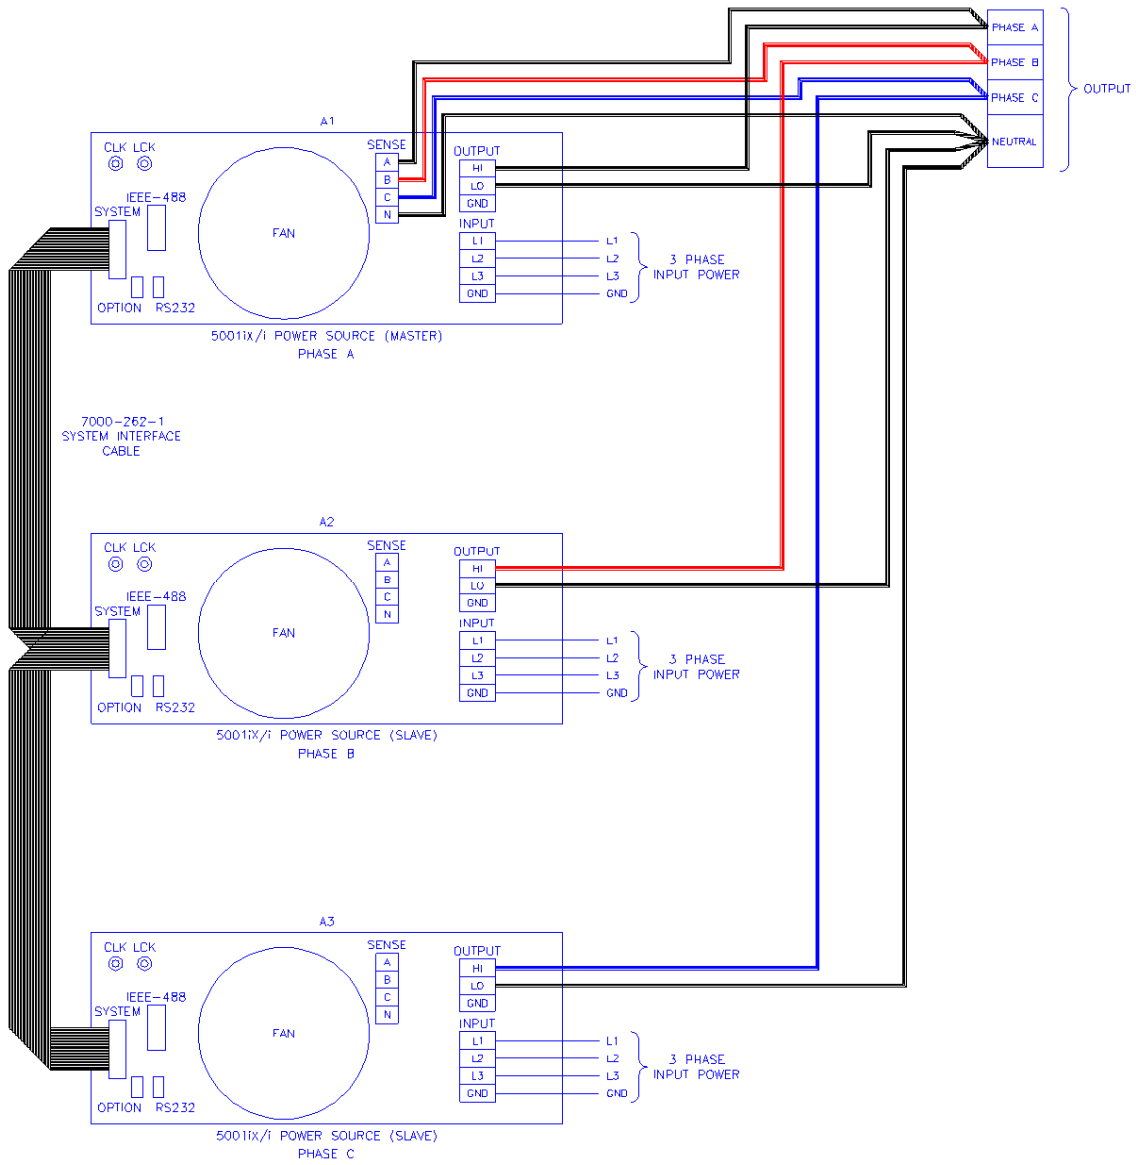 PHASE A
PHASE B
PHASE C
NEUTRAL
OUTPUT
A1
CLK LCK
IEEE-488
SYSTEM
OPTION RS232
FAN
SENSE
A
B
C
N
OUTPUT
HI
LO
GND
INPUT
L1 L1
L2 L2
L3 L3
GND GND
3 PHASE
INPUT POWER
5001iX/i POWER SOURCE (MASTER)
PHASE A
7000-262-1
SYSTEM INTERFACE
CABLE
A2
CLK LCK
IEEE-488
SYSTEM
OPTION RS232
FAN
SENSE
A
B
C
N
OUTPUT
HI
LO
GND
INPUT
L1 L1
L2 L2
L3 L3
GND GND
3 PHASE
INPUT POWER
5001iX/i POWER SOURCE (SLAVE)
PHASE B
A3
CLK LCK
IEEE-488
SYSTEM
OPTION RS232
FAN
SENSE
A
B
C
N
OUTPUT
HI
LO
GND
INPUT
L1 L1
L2 L2
L3 L3
GND GND
3 PHASE
INPUT POWER
5001iX/i POWER SOURCE (SLAVE)
PHASE C